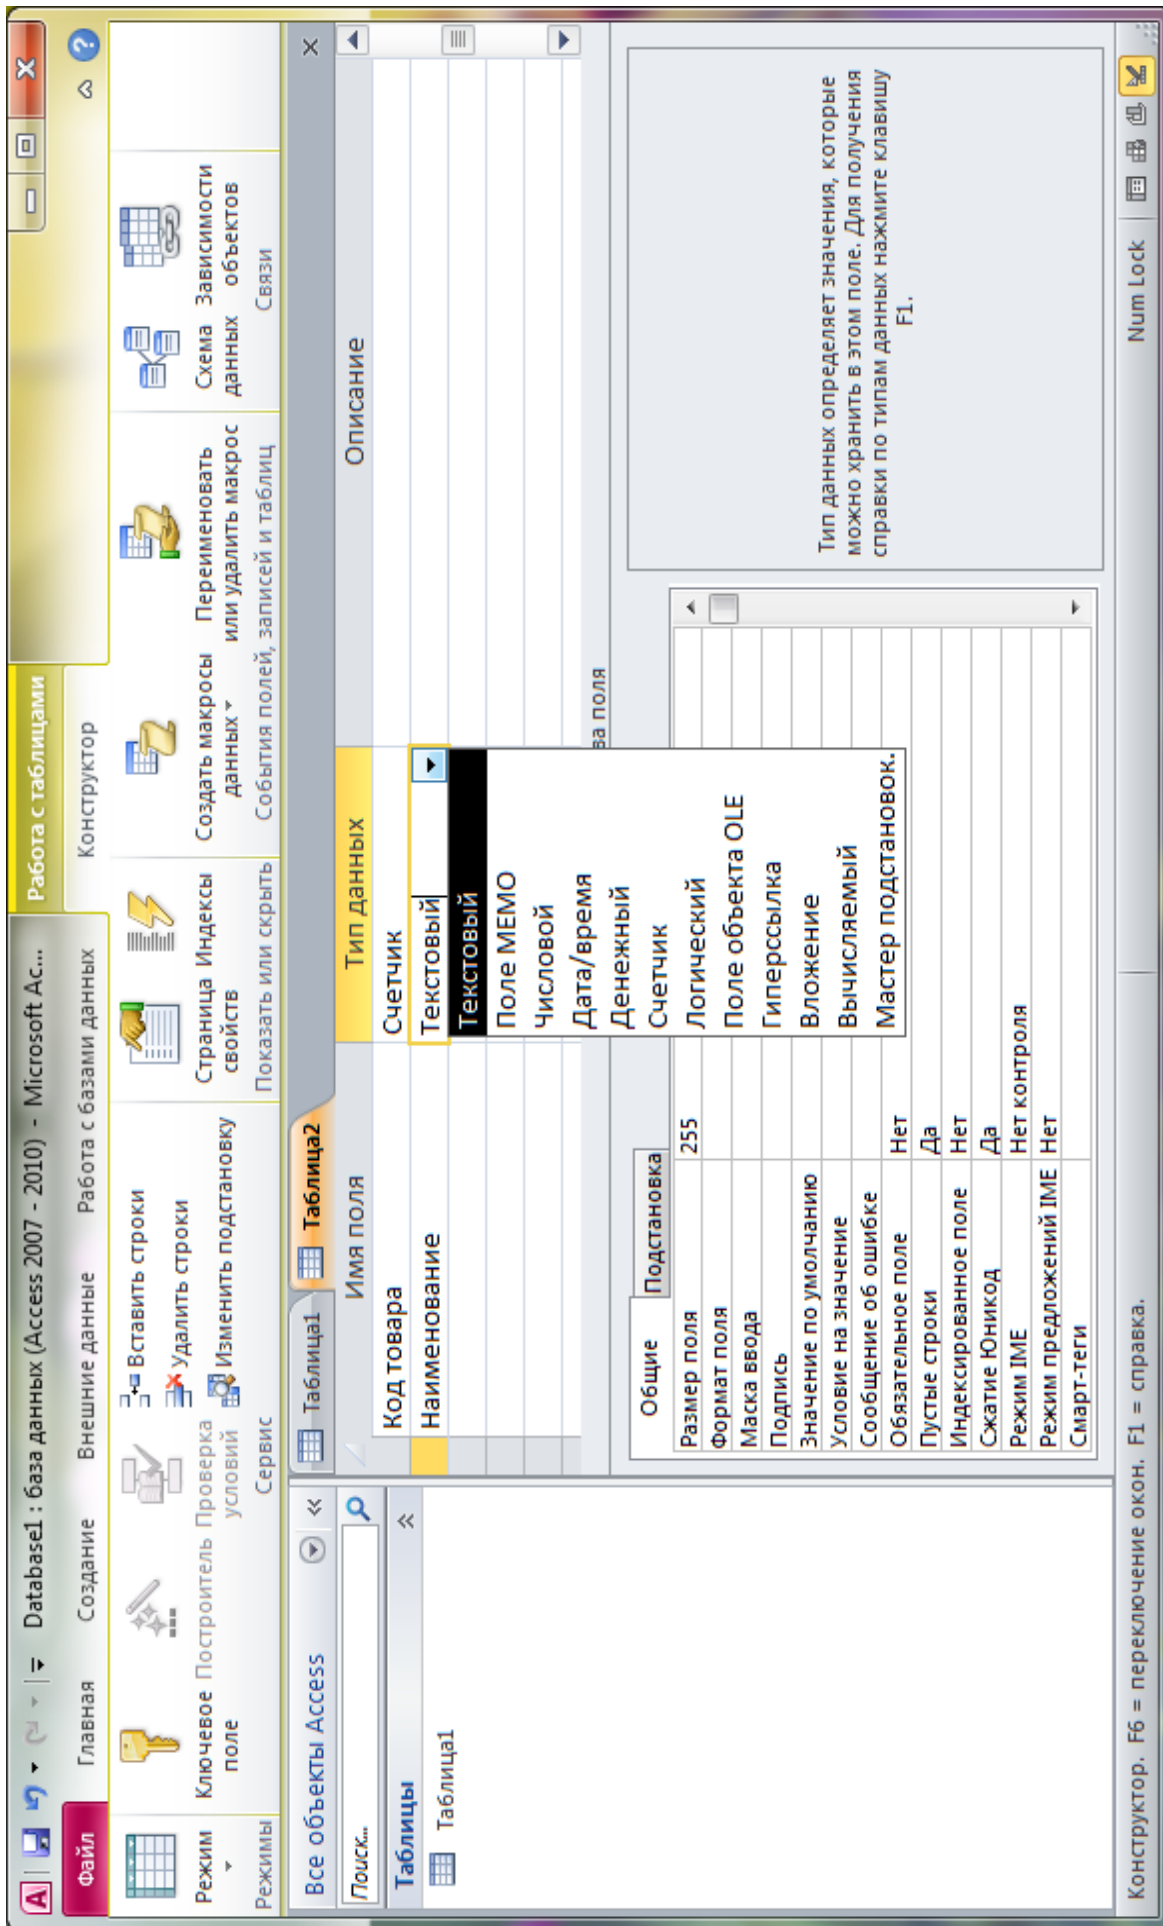 Database1 : база данных (Access 2007 - 2010) - Microsoft Ac...
Работа с таблицами
Файл
Главная
Создание
Внешние данные
Работа с базами данных
Конструктор
Режим
Режимы
Ключевое
поле
Построитель
Проверка
условий
Вставить строки
Удалить строки
Изменить подстановку
Сервис
Страница
свойств
Индексы
Показать или скрыть
Создать макросы
данных
Переименовать
или удалить макрос
События полей, записей и таблиц
Схема
данных
Зависимости
объектов
Связи
Все объекты Access
Поиск...
Таблицы
Таблица1
Таблица1
Таблица2
Имя поля
Тип данных
Описание
Код товара
Счетчик
Наименование
Текстовый
Текстовый
Поле МЕМО
Числовой
Дата/время
Денежный
Счетчик
Логический
Поле объекта OLE
Гиперссылка
Вложение
Вычисляемый
Мастер подстановок.
ва поля
Общие
Подстановка
Размер поля 255
Формат поля
Маска ввода
Подпись
Значение по умолчанию
Условие на значение
Сообщение об ошибке
Обязательное поле Нет
Пустые строки Да
Индексированное поле Нет
Сжатие Юникод Да
Режим IME Нет контроля
Режим предложений IME Нет
Смарт-теги
Тип данных определяет значения, которые
можно хранить в этом поле. Для получения
справки по типам данных нажмите клавишу
F1.
Конструктор. F6 = переключение окон. F1 = справка.
Num Lock